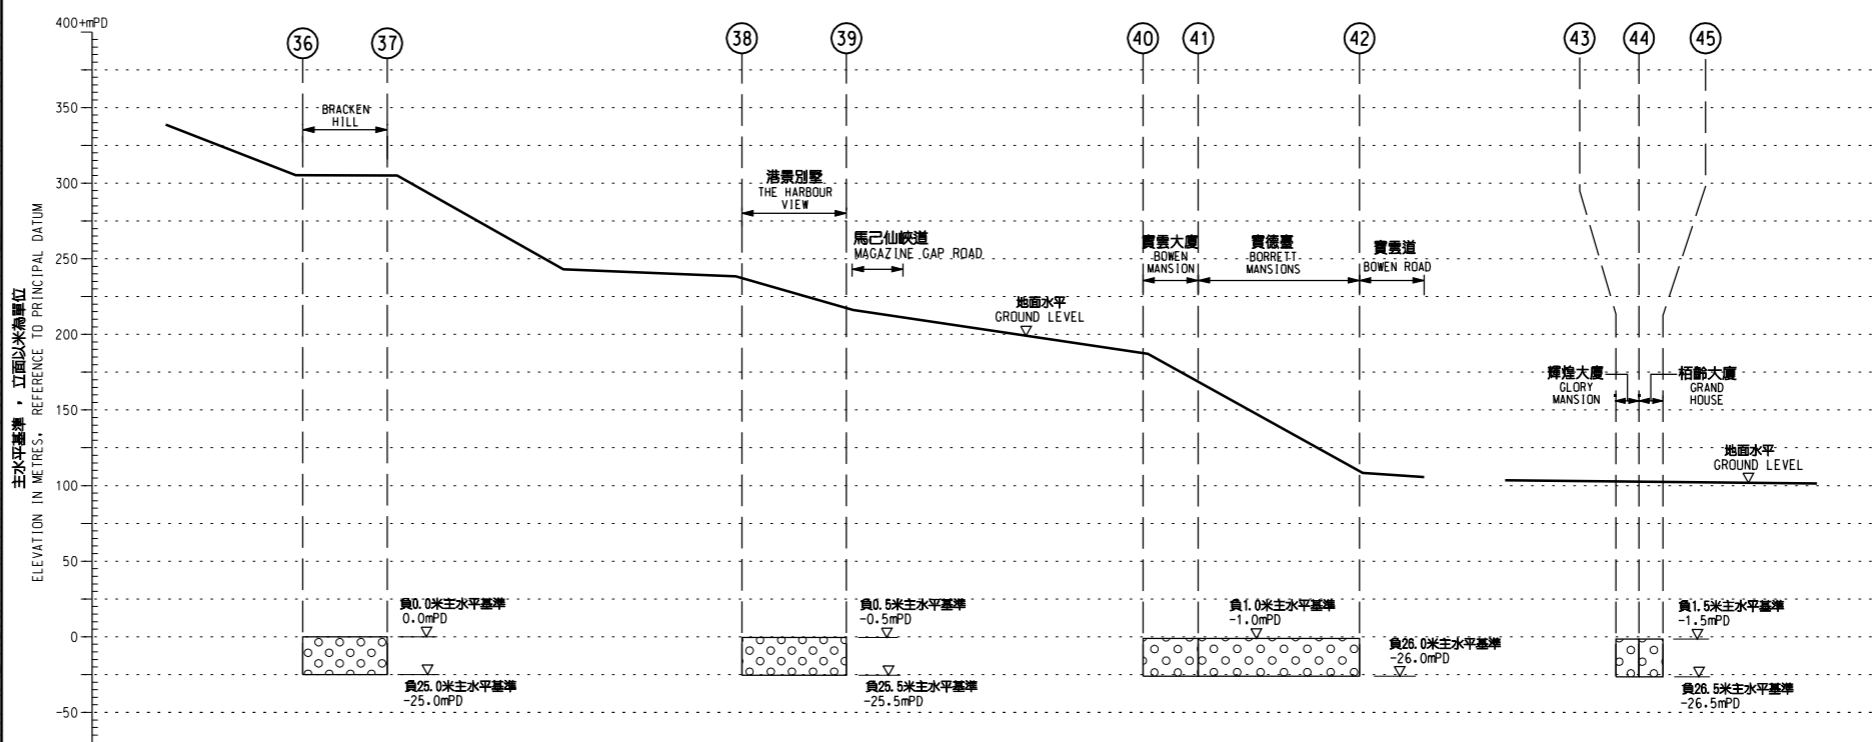 400+mPD
36
37
38
39
40
41
42
43
44
45
350
300
250
200
150
100
50
0
-50
主水平基準 , 立面以米為單位
ELEVATION IN METRES, REFERENCE TO PRINCIPAL DATUM
BRACKEN
HILL
港景別墅
THE HARBOUR
VIEW
馬己仙峽道
MAGAZINE GAP ROAD
地面水平
GROUND LEVEL
寶雲大廈
BOWEN
MANSION
寶德臺
BORRETT
MANSIONS
寶雲道
BOWEN ROAD
輝煌大廈
GLORY
MANSION
栢齡大廈
GRAND
HOUSE
地面水平
GROUND LEVEL
負0.0米主水平基準
0.0mPD
負25.0米主水平基準
-25.0mPD
負0.5米主水平基準
-0.5mPD
負25.5米主水平基準
-25.5mPD
負1.0米主水平基準
-1.0mPD
負26.0米主水平基準
-26.0mPD
負1.5米主水平基準
-1.5mPD
負26.5米主水平基準
-26.5mPD